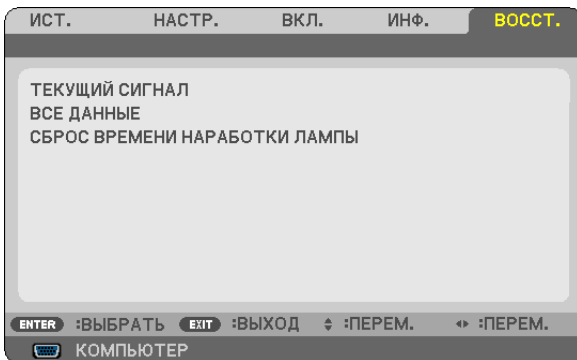 ИСТ. НАСТР. ВКЛ. ИНФ. ВОССТ.
ТЕКУЩИЙ СИГНАЛ
ВСЕ ДАННЫЕ
СБРОС ВРЕМЕНИ НАРАБОТКИ ЛАМПЫ
ENTER :ВЫБРАТЬ EXIT :ВЫХОД :ПЕРЕМ. :ПЕРЕМ.
КОМПЬЮТЕР